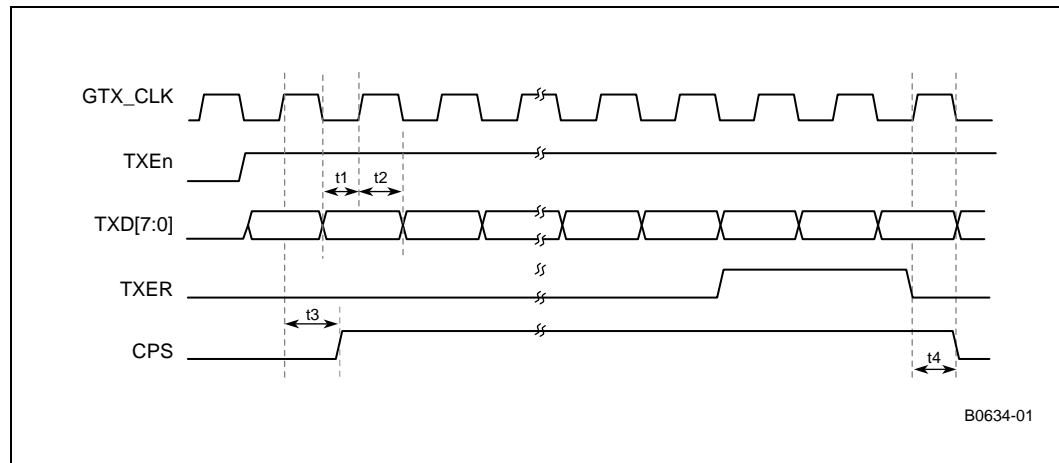 GTX_CLK
TXEn
t1 t2
TXD[7:0]
TXER
t3
CPS
t4
B0634-01